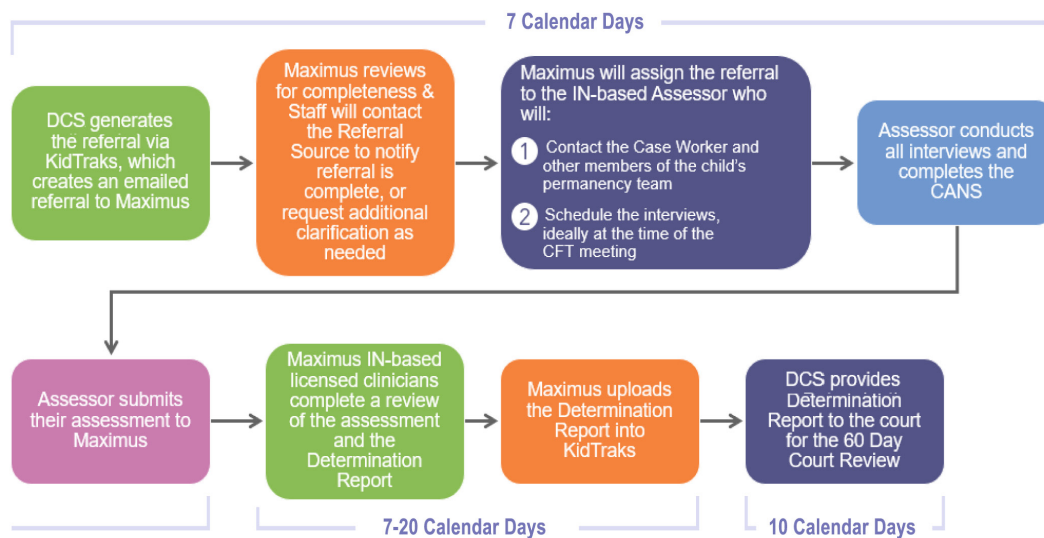 7 Calendar Days
DCS generates
the referral via
KidTraks, which
creates an emailed
referral to Maximus
Maximus reviews
for completeness &
Staff will contact
the Referral
Source to notify
referral is
complete, or
request additional
clarification as
needed
Maximus will assign the referral
to the IN-based Assessor who
will:
1 Contact the Case Worker and
other members of the child's
permanency team
2 Schedule the interviews,
ideally at the time of the
CFT meeting
Assessor conducts
all interviews and
completes the
CANS
Assessor submits
their assessment to
Maximus
Maximus IN-based
licensed clinicians
complete a review
of the assessment
and the
Determination
Report
Maximus uploads
the Determination
Report into
KidTraks
DCS provides
Determination
Report to the court
for the 60 Day
Court Review
7-20 Calendar Days
10 Calendar Days